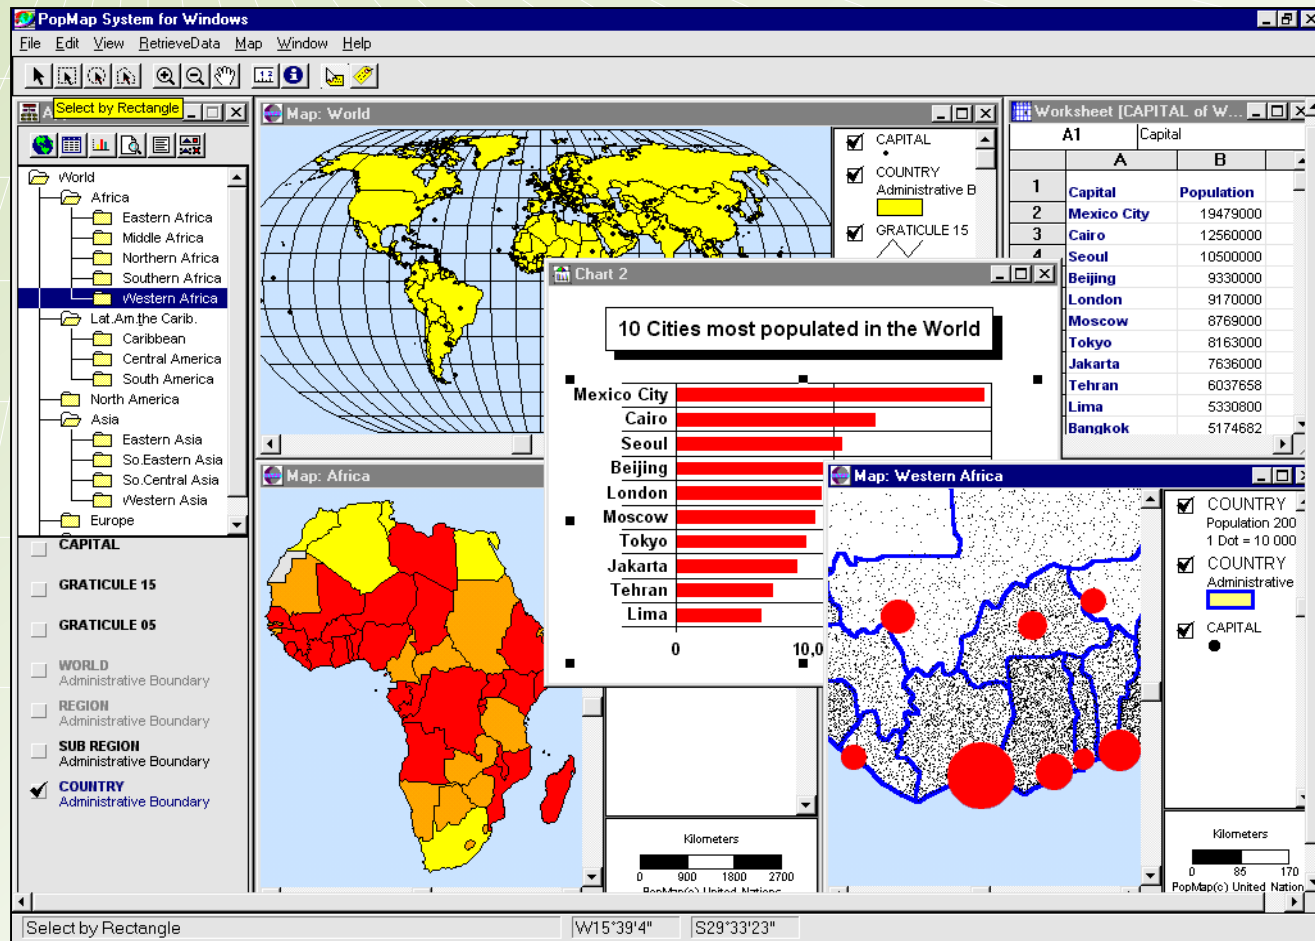 PopMap System for Windows
File Edit View RetrieveData Map Window Help
Select by Rectangle
World
Africa
Eastern Africa
Middle Africa
Northern Africa
Southern Africa
Western Africa
Lat.Am.the Carib.
Caribbean
Central America
South America
North America
Asia
Eastern Asia
So.Eastern Asia
So.Central Asia
Western Asia
Europe
CAPITAL
GRATICULE 15
GRATICULE 05
WORLD
Administrative Boundary
REGION
Administrative Boundary
SUB REGION
Administrative Boundary
COUNTRY
Administrative Boundary
Map: World
CAPITAL
COUNTRY
Administrative B
GRATICULE 15
Worksheet [CAPITAL of W...
A1 Capital
A B
1 Capital Population
2 Mexico City 19479000
3 Cairo 12560000
4 Seoul 10500000
Beijing 9330000
London 9170000
Moscow 8769000
Tokyo 8163000
Jakarta 7636000
Tehran 6037658
Lima 5330800
Bangkok 5174682
Chart 2
10 Cities most populated in the World
Mexico City
Cairo
Seoul
Beijing
London
Moscow
Tokyo
Jakarta
Tehran
Lima
0 10,0
Map: Africa
Kilometers
0 900 1800 2700
PopMap(c) United Nations
Map: Western Africa
COUNTRY
Population 200
1 Dot = 10 000
COUNTRY
Administrative
CAPITAL
Kilometers
0 85 170
PopMap(c) United Nation
Select by Rectangle W15°39'4" S29°33'23"